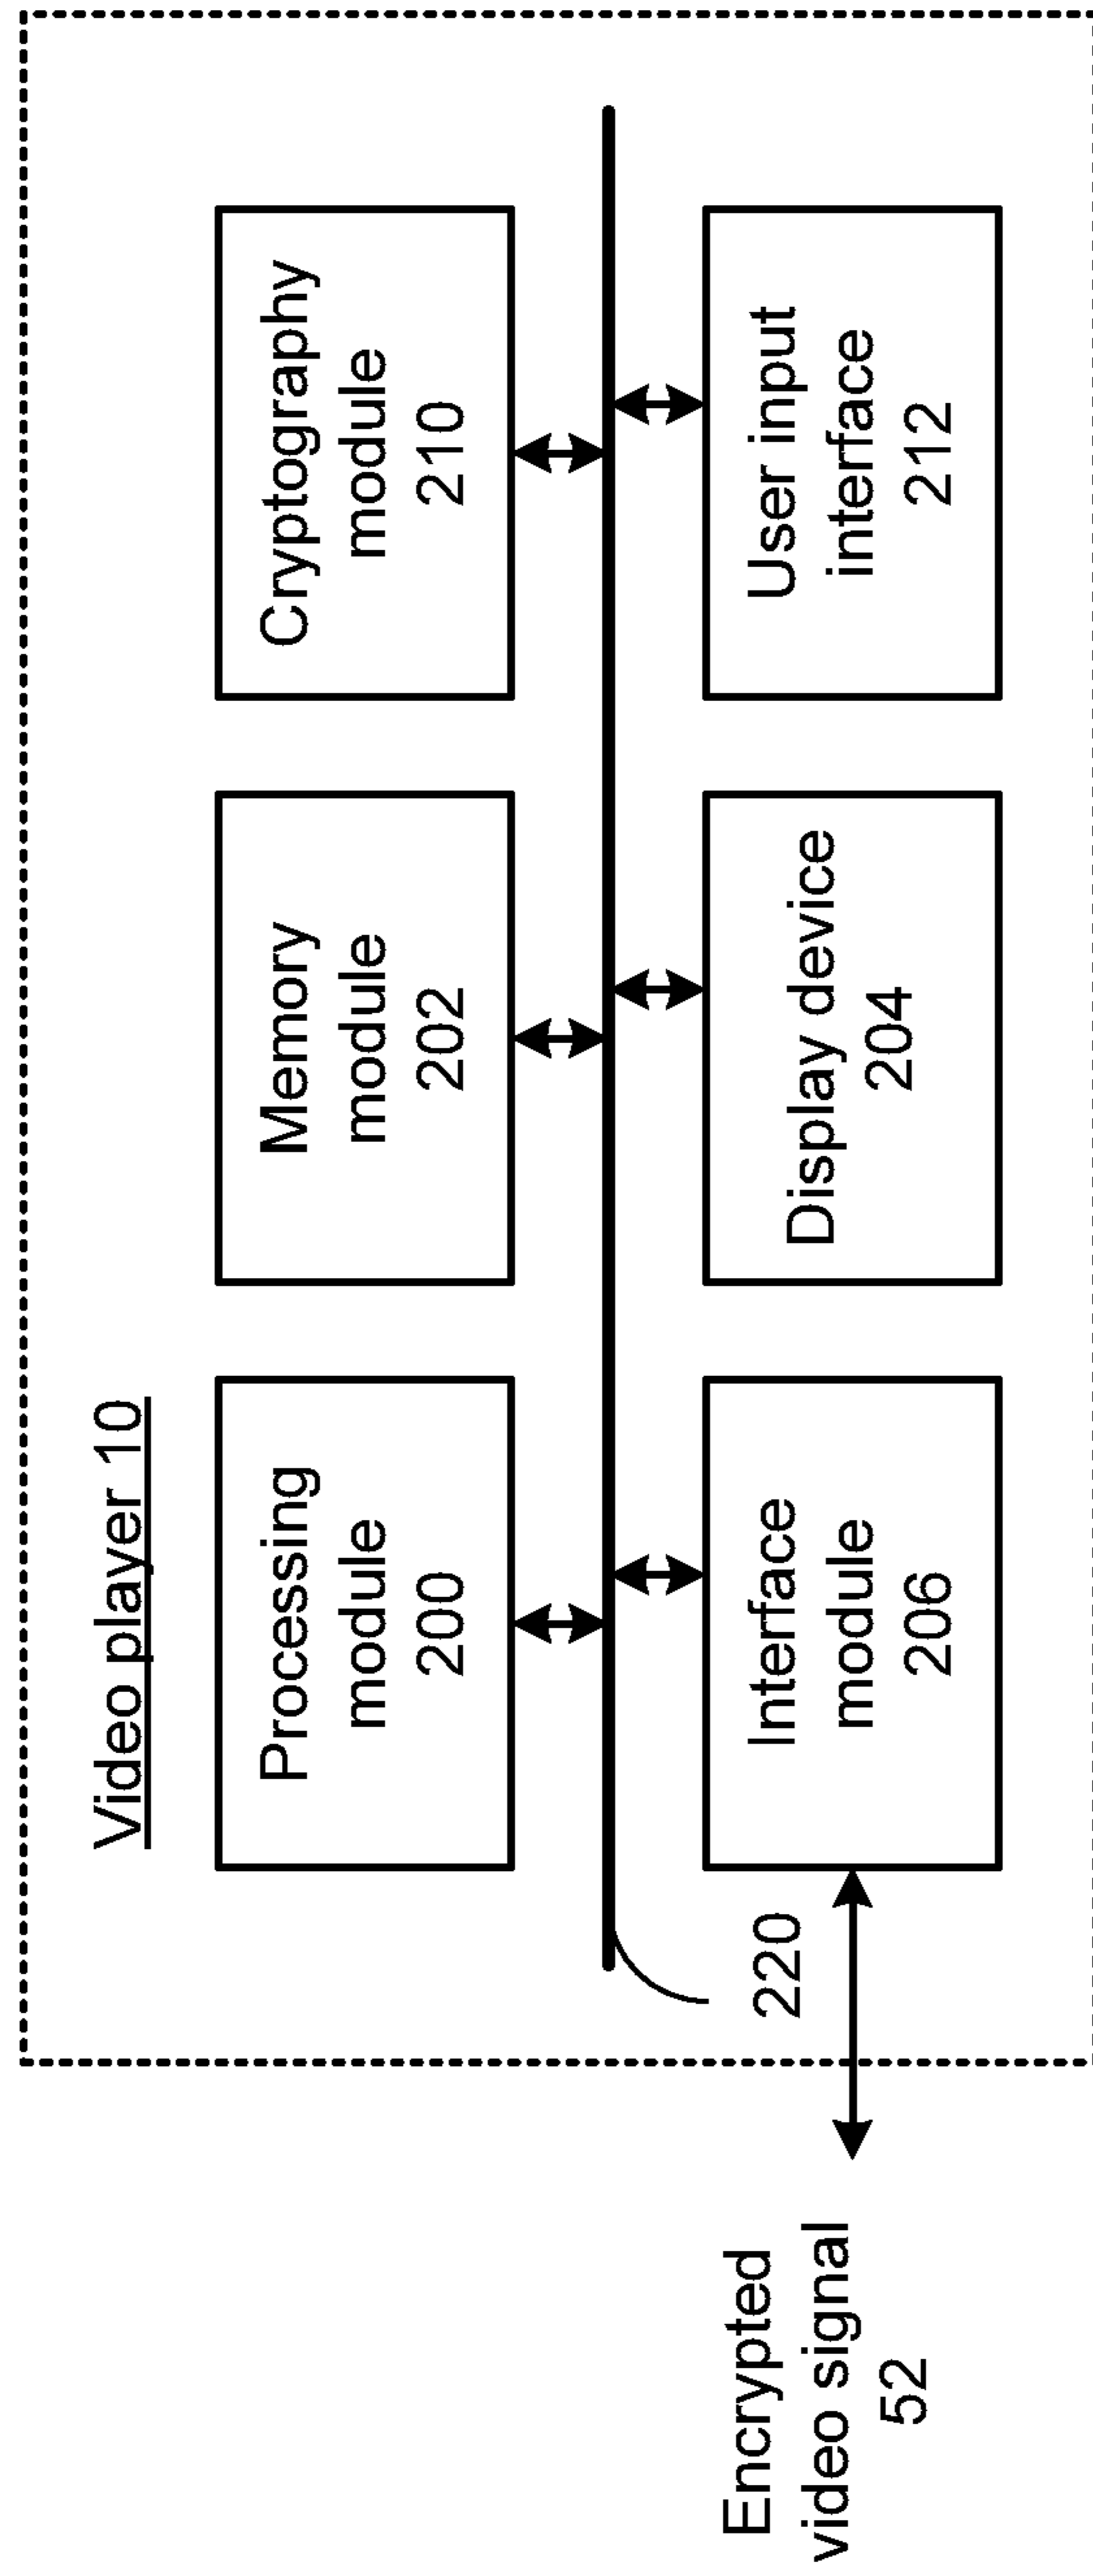 Video player 10
Processing
module
200
Memory
module
202
Cryptography
module
210
220
Interface
module
206
Display device
204
User input
interface
212
Encrypted
video signal
52